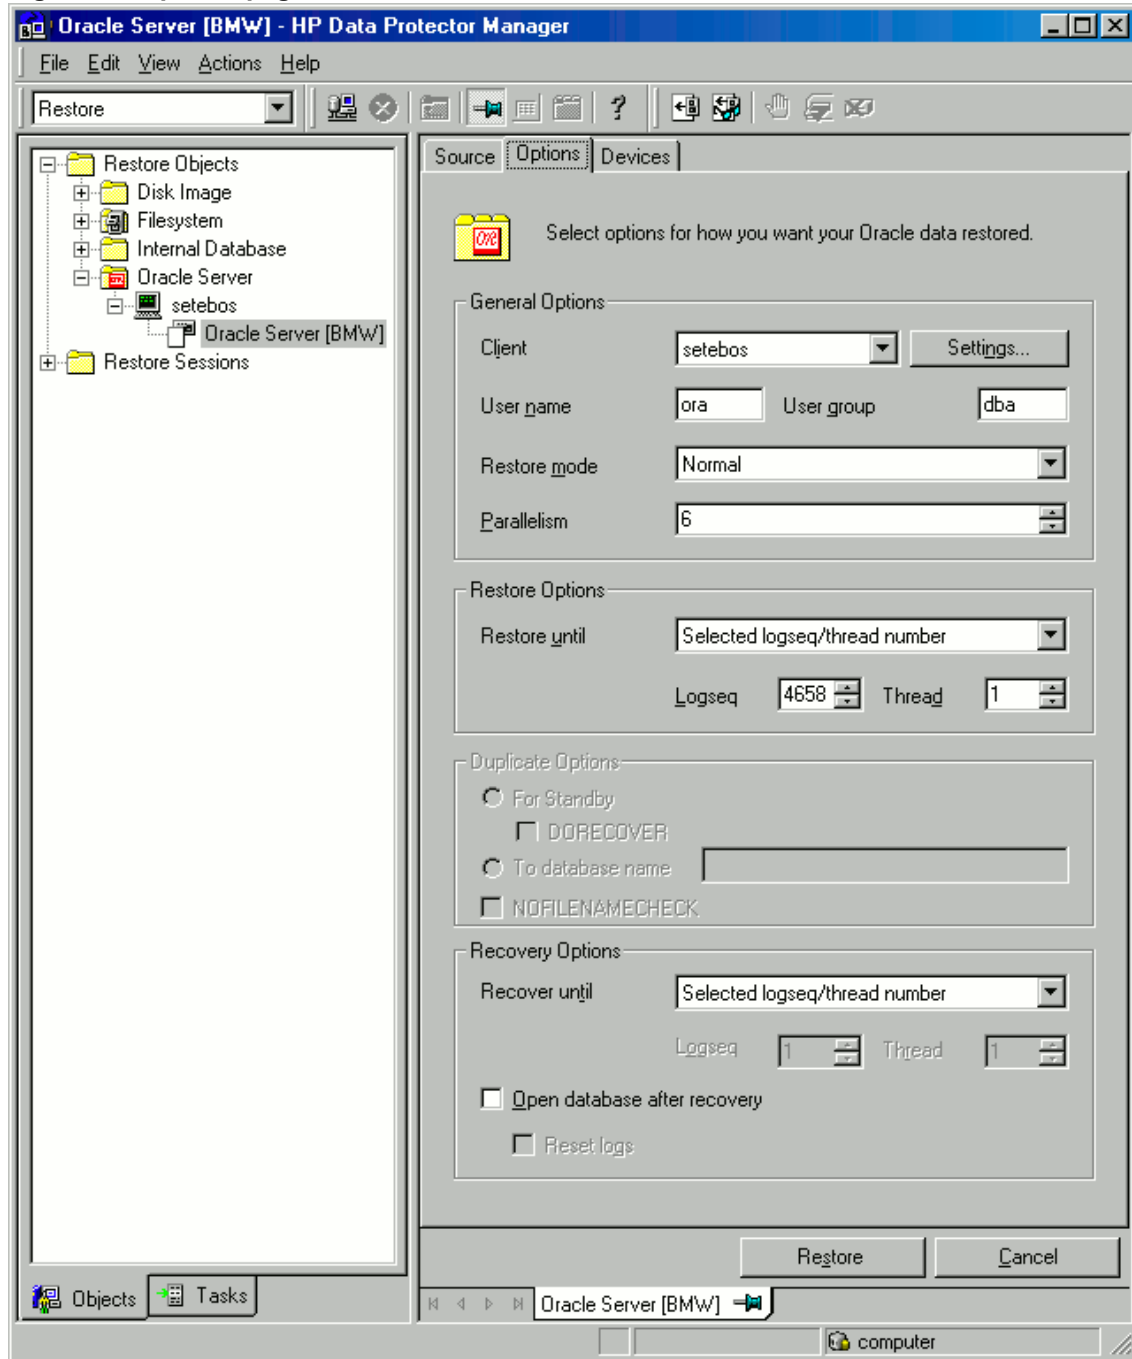 Oracle Server [BMW] - HP Data Protector Manager
File Edit View Actions Help
Restore
Restore Objects
Disk Image
Filesystem
Internal Database
Oracle Server
setebos
Oracle Server [BMW]
Restore Sessions
Objects Tasks
Source Options Devices
Select options for how you want your Oracle data restored.
General Options
Client setebos Settings...
User name ora User group dba
Restore mode Normal
Parallelism 6
Restore Options
Restore until Selected logseq/thread number
Logseq 4658 Thread 1
Duplicate Options
For Standby
DORECOVER
To database name
NOFILENAMECHECK
Recovery Options
Recover until Selected logseq/thread number
Logseq 1 Thread 1
Open database after recovery
Reset logs
Restore Cancel
Oracle Server [BMW]
computer